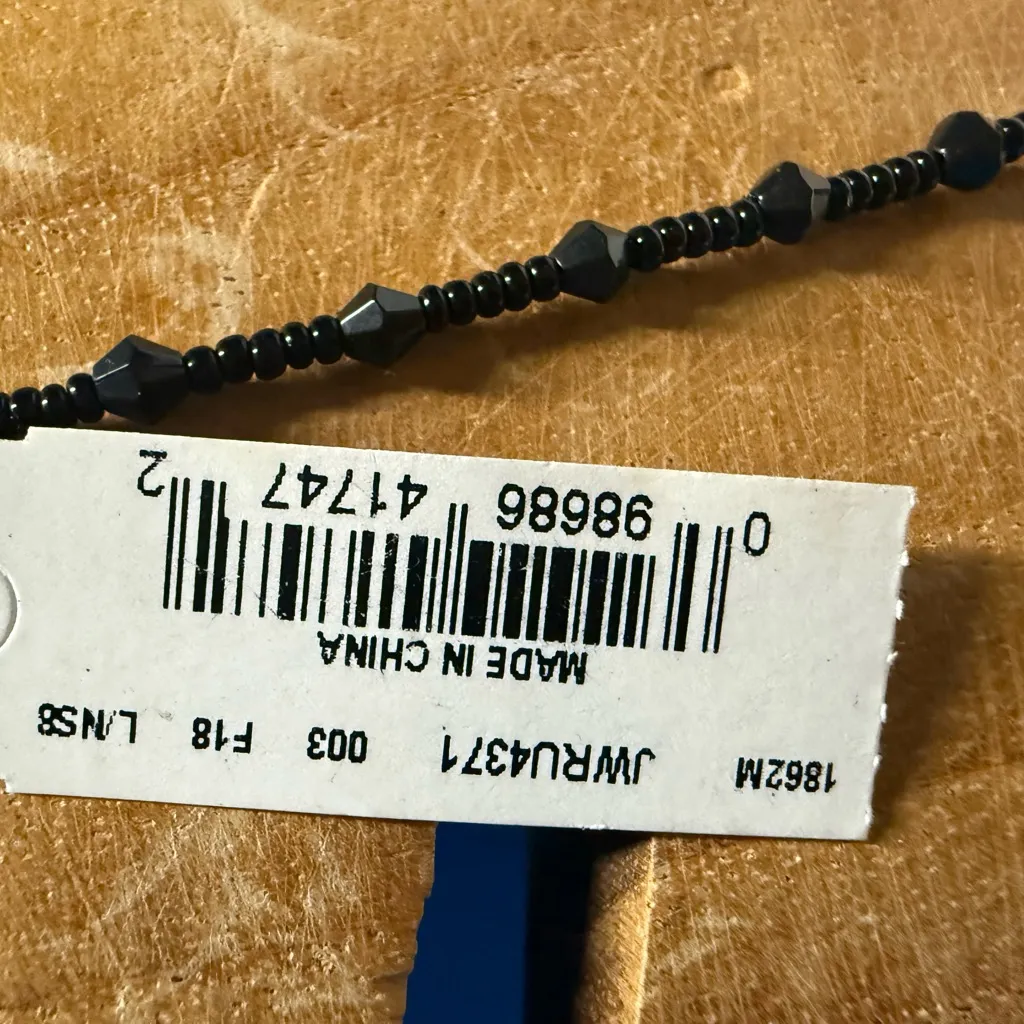 1862M JWRU4371 003 F18 L/NS8
MADE IN CHINA
0 98686 41747 2